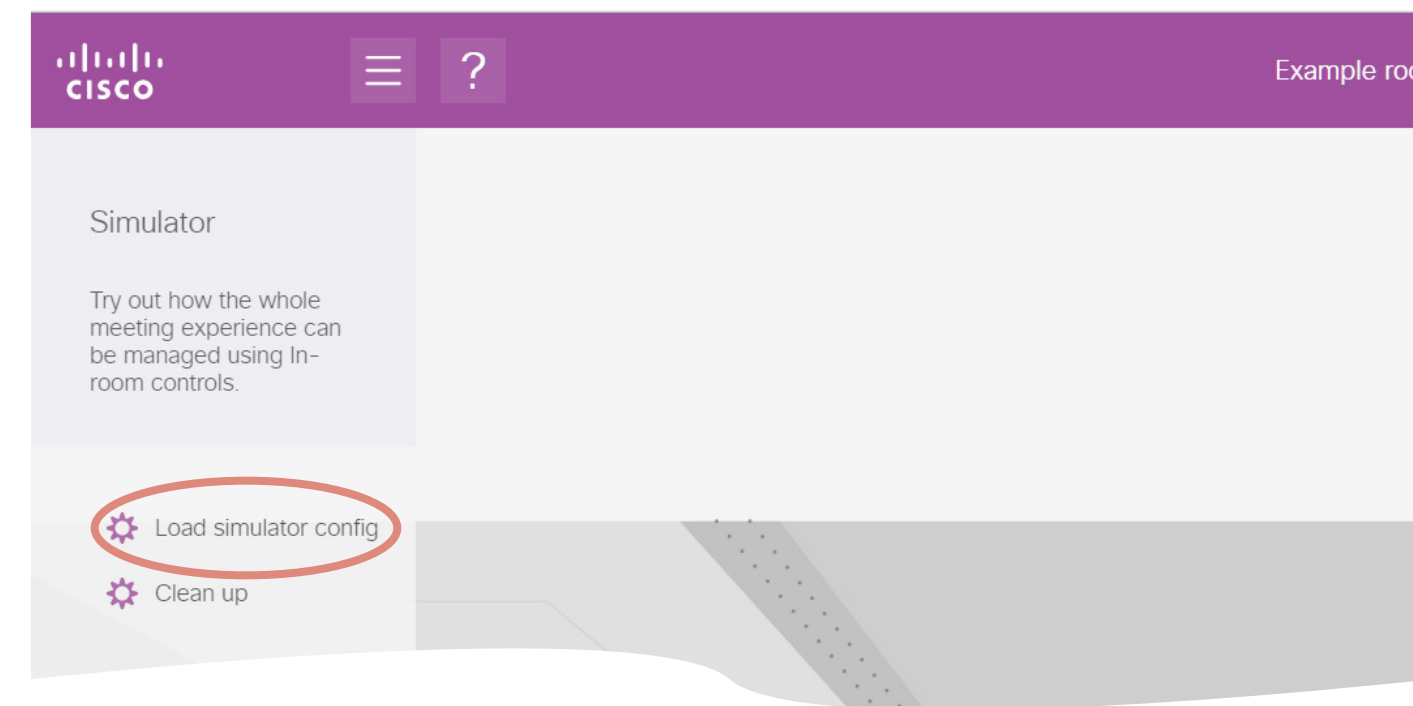 CISCO
?
Example roo
Simulator
Try out how the whole
meeting experience can
be managed using In-
room controls.
Load simulator config
Clean up